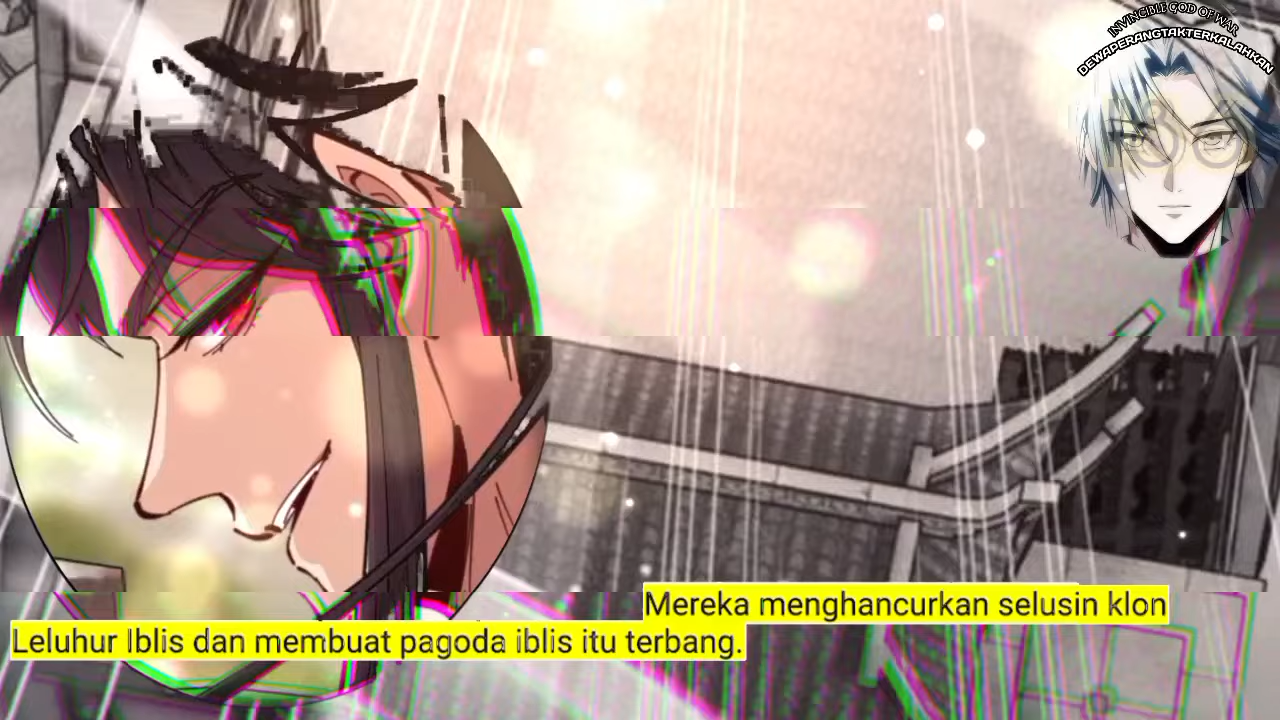 INVINCIBLE GOD OF WAR
DEWAPERANGTAKTERKALAHKAN
Mereka menghancurkan selusin klon
Leluhur Iblis dan membuat pagoda iblis itu terbang.